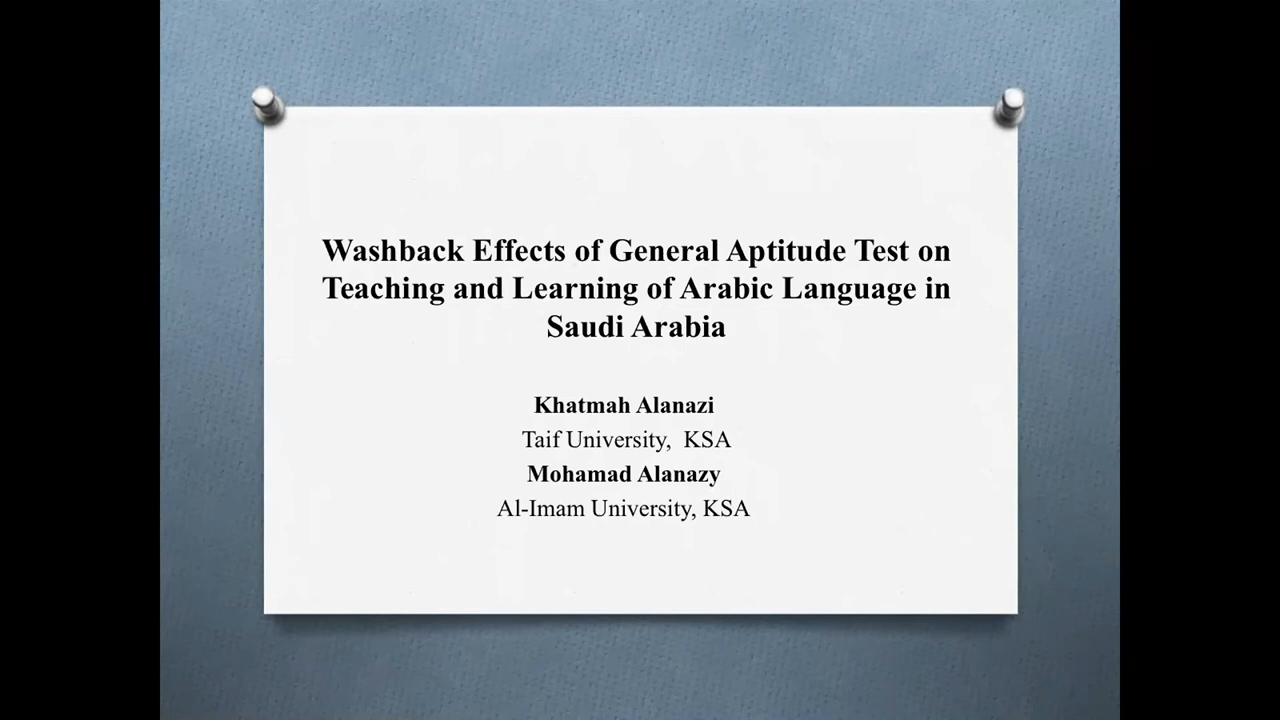 Washback Effects of General Aptitude Test on
Teaching and Learning of Arabic Language in
Saudi Arabia
Khatmah Alanazi
Taif University, KSA
Mohamad Alanazy
Al-Imam University, KSA